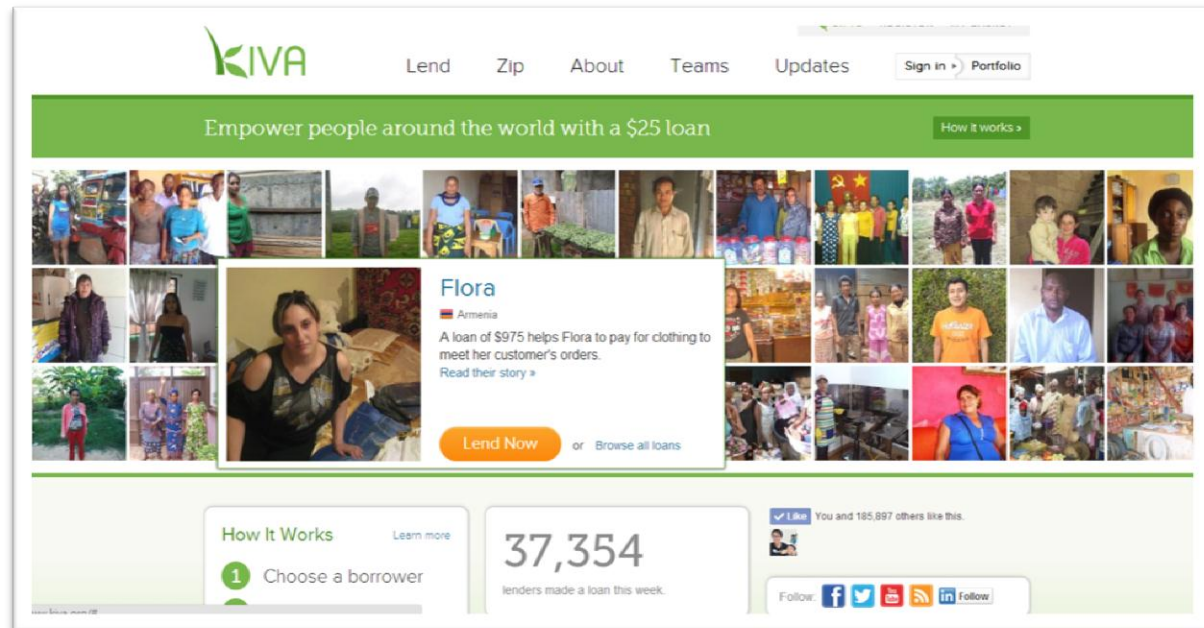 KIVA
Lend Zip About Teams Updates Sign in Portfolio
Empower people around the world with a $25 loan
How it works »
Flora
Armenia
A loan of $975 helps Flora to pay for clothing to
meet her customer's orders.
Read their story »
Lend Now or Browse all loans
How It Works Learn more
1 Choose a borrower
37,354
lenders made a loan this week.
Like You and 185,897 others like this.
Follow: f You Tube in Follow